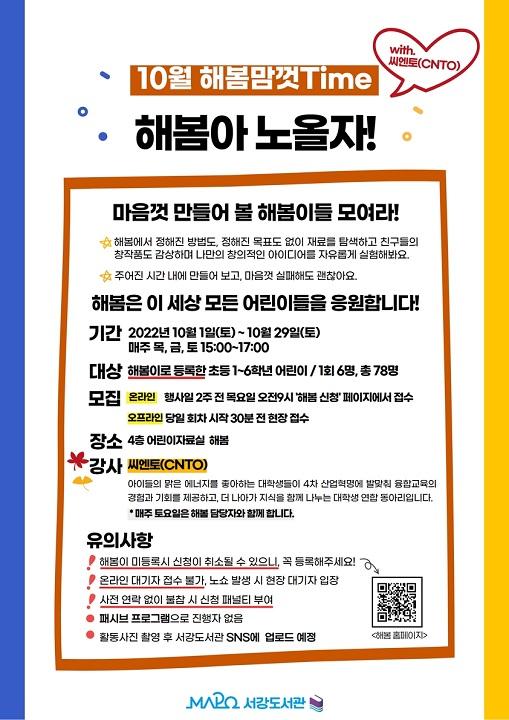 with.
씨엔토(CNTO)
10월 해봄맘껏Time
해봄아 노올자!
마음껏 만들어 볼 해봄이들 모여라!
해봄에서 정해진 방법도, 정해진 목표도 없이 재료를 탐색하고 친구들의
창작품도 감상하며 나만의 창의적인 아이디어를 자유롭게 실험해봐요.
주어진 시간 내에 만들어 보고, 마음껏 실패해도 괜찮아요.
해봄은 이 세상 모든 어린이들을 응원합니다!
기간 2022년 10월 1일(토) ~ 10월 29일(토)
매주 목, 금, 토 15:00~17:00
대상 해봄이로 등록한 초등 1~6학년 어린이 / 1회 6명, 총 78명
모집 온라인 행사일 2주 전 목요일 오전9시 '해봄 신청' 페이지에서 접수
오프라인 당일 회차 시작 30분 전 현장 접수
장소 4층 어린이자료실 해봄
강사 씨엔토(CNTO)
아이들의 맑은 에너지를 좋아하는 대학생들이 4차 산업혁명에 발맞춰 융합교육의
경험과 기회를 제공하고, 더 나아가 지식을 함께 나누는 대학생 연합 동아리입니다.
* 매주 토요일은 해봄 담당자와 함께 합니다.
유의사항
해봄이 미등록시 신청이 취소될 수 있으니, 꼭 등록해주세요!
온라인 대기자 접수 불가, 노쇼 발생 시 현장 대기자 입장
사전 연락 없이 불참 시 신청 패널티 부여
패시브 프로그램으로 진행자 없음
활동사진 촬영 후 서강도서관 SNS에 업로드 예정
<해봄 홈페이지>
MAPO 서강도서관